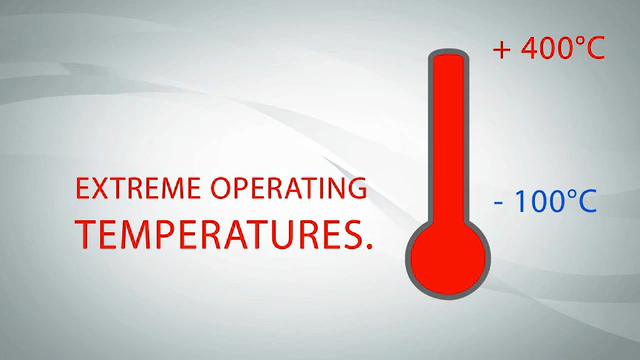 + 400°C
EXTREME OPERATING
TEMPERATURES.
- 100°C